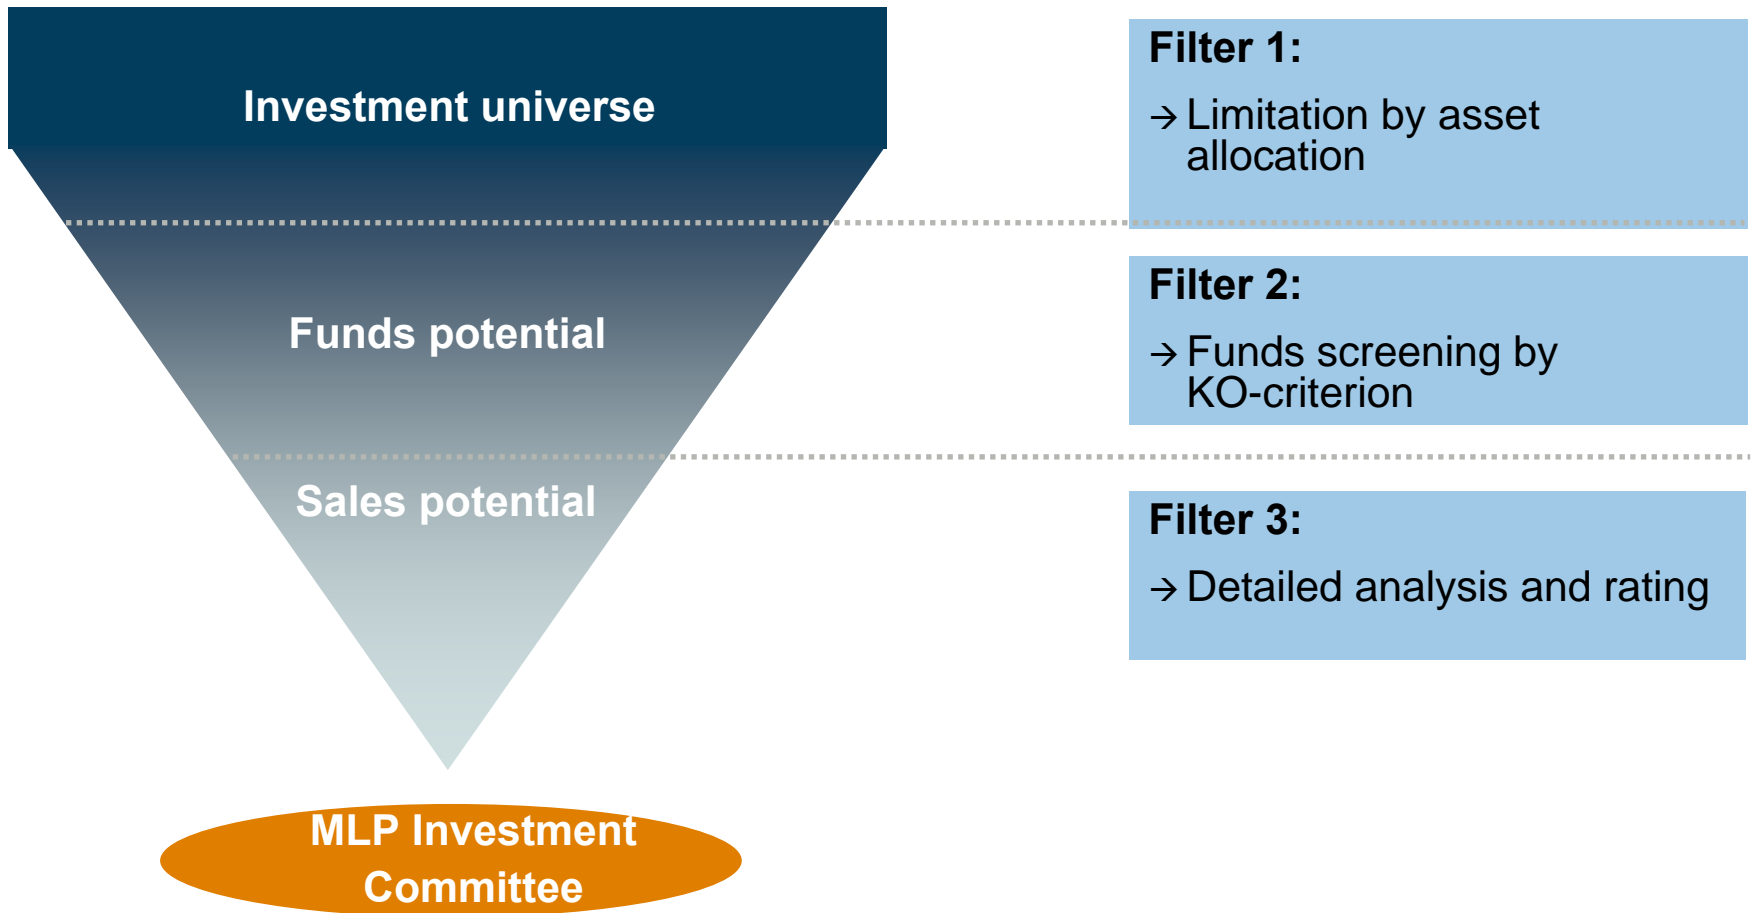 Investment universe
Funds potential
Sales potential
MLP Investment
Committee
Filter 1:
→ Limitation by asset
allocation
Filter 2:
→ Funds screening by
KO-criterion
Filter 3:
→ Detailed analysis and rating